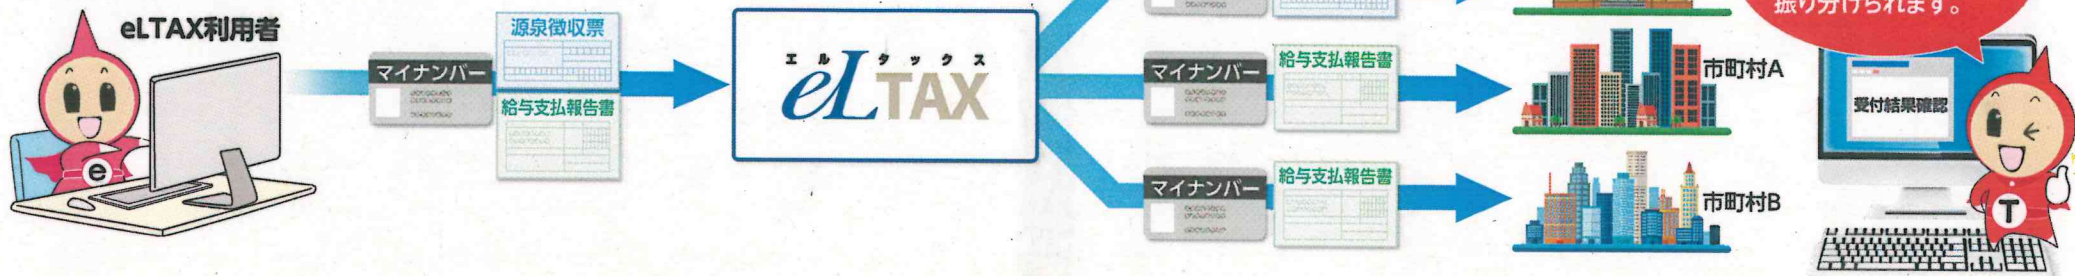 eLTAX利用者
マイナンバー
源泉徴収票
給与支払報告書
エルタックス
eLTAX
マイナンバー
給与支払報告書
市町村A
マイナンバー
給与支払報告書
市町村B
振り分けられます。
受付結果確認
e
T